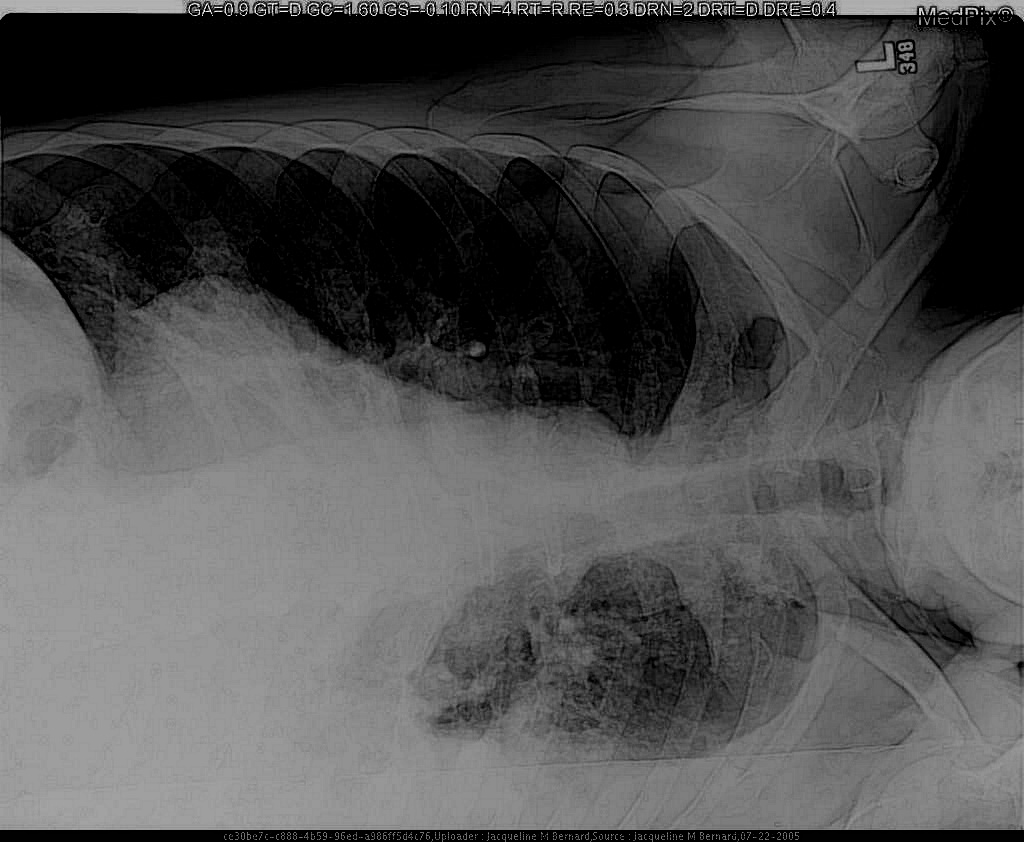 GA=0.9 GT=D GC=1.60 GS=-0.10 RN=4 RT=R RE=0.3 DRN=2 DRT=D DRE=0.4
MedPix®
L
348
ce30be7c-c888-4b59-96ed-a986ff5d4c76,Uploader : Jacqueline M Bernard,Source : Jacqueline M Bernard,07-22-2005